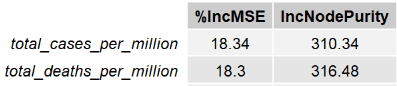 %IncMSE IncNodePurity
total_cases_per_million 18.34 310.34
total_deaths_per_million 18.3 316.48